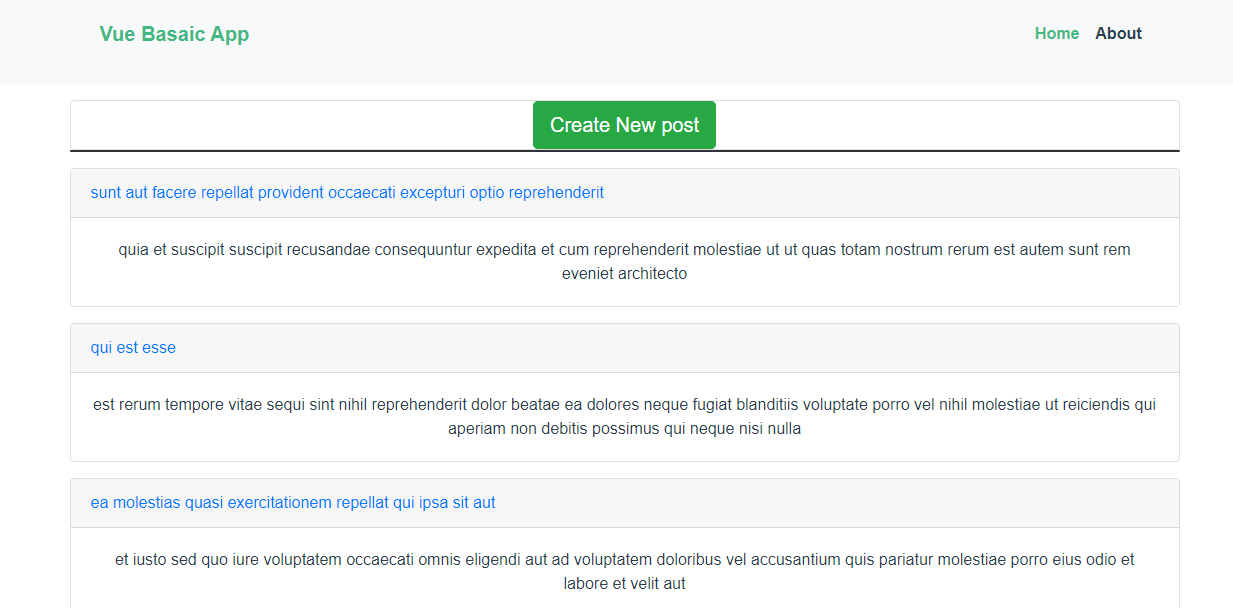 Vue Basaic App
Home About
Create New post
sunt aut facere repellat provident occaecati excepturi optio reprehenderit
quia et suscipit suscipit recusandae consequuntur expedita et cum reprehenderit molestiae ut ut quas totam nostrum rerum est autem sunt rem
eveniet architecto
qui est esse
est rerum tempore vitae sequi sint nihil reprehenderit dolor beatae ea dolores neque fugiat blanditiis voluptate porro vel nihil molestiae ut reiciendis qui
aperiam non debitis possimus qui neque nisi nulla
ea molestias quasi exercitationem repellat qui ipsa sit aut
et iusto sed quo iure voluptatem occaecati omnis eligendi aut ad voluptatem doloribus vel accusantium quis pariatur molestiae porro eius odio et
labore et velit aut